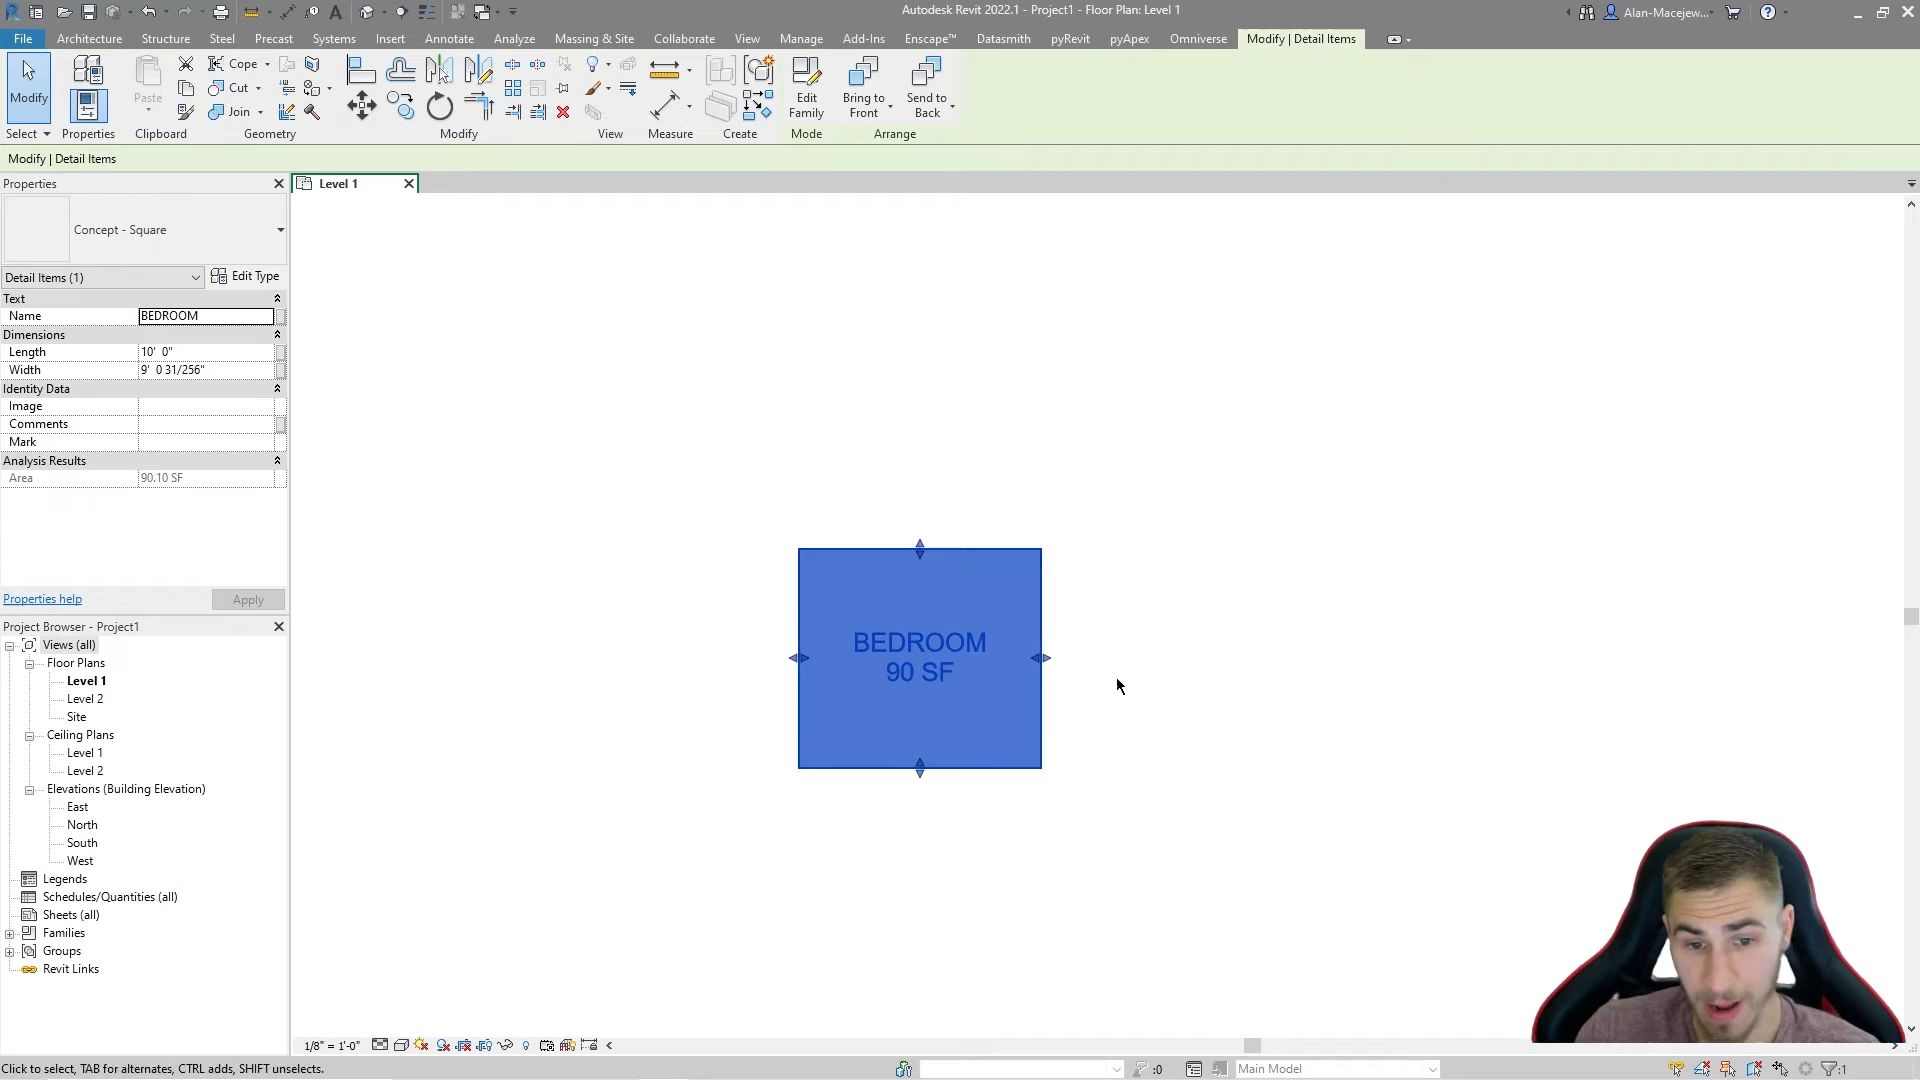 Autodesk Revit 2022.1 - Project1 - Floor Plan: Level 1
Alan-Macejew...
File Architecture Structure Steel Precast Systems Insert Annotate Analyze Massing & Site Collaborate View Manage Add-Ins Enscape™ Datasmith pyRevit pyApex Omniverse Modify | Detail Items
Modify
Paste
Cope
Cut
Join
Edit
Family
Bring to
Front
Send to
Back
Select Properties Clipboard Geometry Modify View Measure Create Mode Arrange
Modify | Detail Items
Properties
Level 1
Concept - Square
Detail Items (1)
Edit Type
Text
Name BEDROOM
Dimensions
Length 10' 0"
Width 9' 0 31/256"
Identity Data
Image
Comments
Mark
Analysis Results
Area 90.10 SF
Properties help
Apply
BEDROOM
90 SF
Project Browser - Project1
Views (all)
Floor Plans
Level 1
Level 2
Site
Ceiling Plans
Level 1
Level 2
Elevations (Building Elevation)
East
North
South
West
Legends
Schedules/Quantities (all)
Sheets (all)
Families
Groups
Revit Links
1/8" = 1'-0"
Click to select, TAB for alternates, CTRL adds, SHIFT unselects.
:0
Main Model
:1